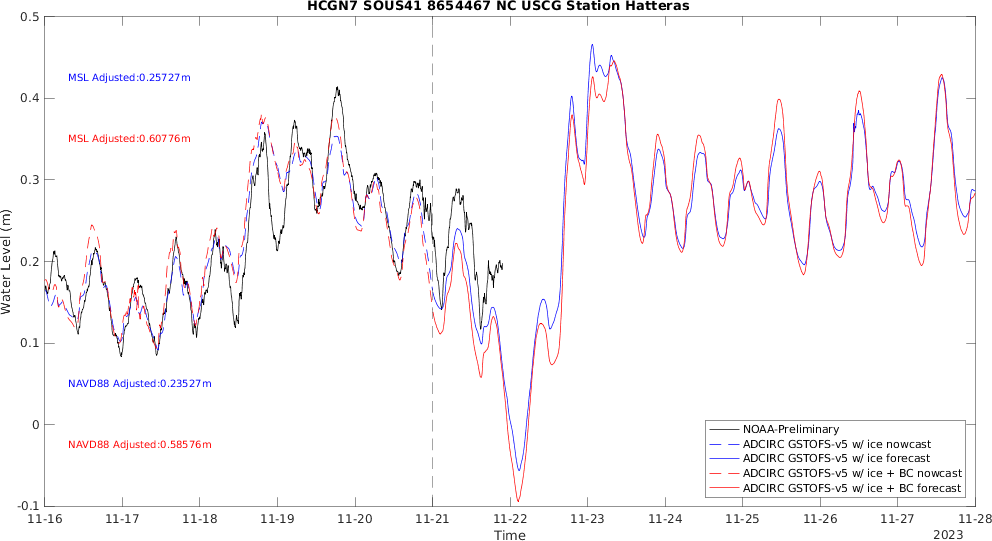 HCGN7 SOUS41 8654467 NC USCG Station Hatteras
0.5
0.4
0.3
0.2
0.1
0
-0.1
Water Level (m)
MSL Adjusted:0.25727m
MSL Adjusted:0.60776m
NAVD88 Adjusted:0.23527m
NAVD88 Adjusted:0.58576m
NOAA-Preliminary
ADCIRC GSTOFS-v5 w/ ice nowcast
ADCIRC GSTOFS-v5 w/ ice forecast
ADCIRC GSTOFS-v5 w/ ice + BC nowcast
ADCIRC GSTOFS-v5 w/ ice + BC forecast
11-16 11-17 11-18 11-19 11-20 11-21 11-22 11-23 11-24 11-25 11-26 11-27 11-28
Time
2023